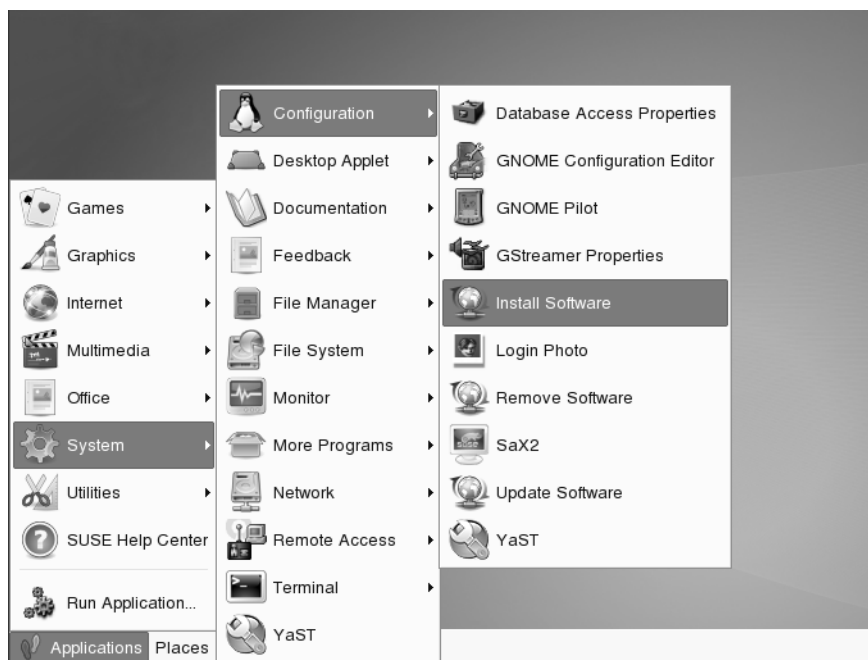 Games
Graphics
Internet
Multimedia
Office
System
Utilities
SUSE Help Center
Run Application...
Applications Places
Configuration
Desktop Applet
Documentation
Feedback
File Manager
File System
Monitor
More Programs
Network
Remote Access
Terminal
YaST
Database Access Properties
GNOME Configuration Editor
GNOME Pilot
GStreamer Properties
Install Software
Login Photo
Remove Software
SaX2
Update Software
YaST